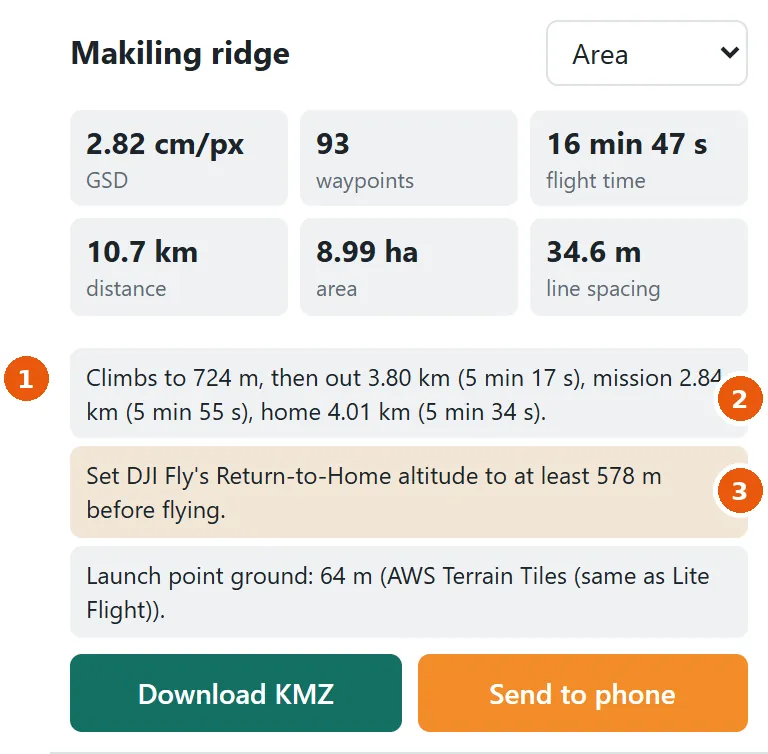 Makiling ridge
Area
2.82 cm/px
GSD
93
waypoints
16 min 47 s
flight time
10.7 km
distance
8.99 ha
area
34.6 m
line spacing
1
Climbs to 724 m, then out 3.80 km (5 min 17 s), mission 2.84
km (5 min 55 s), home 4.01 km (5 min 34 s).
2
Set DJI Fly's Return-to-Home altitude to at least 578 m
before flying.
3
Launch point ground: 64 m (AWS Terrain Tiles (same as Lite
Flight)).
Download KMZ
Send to phone